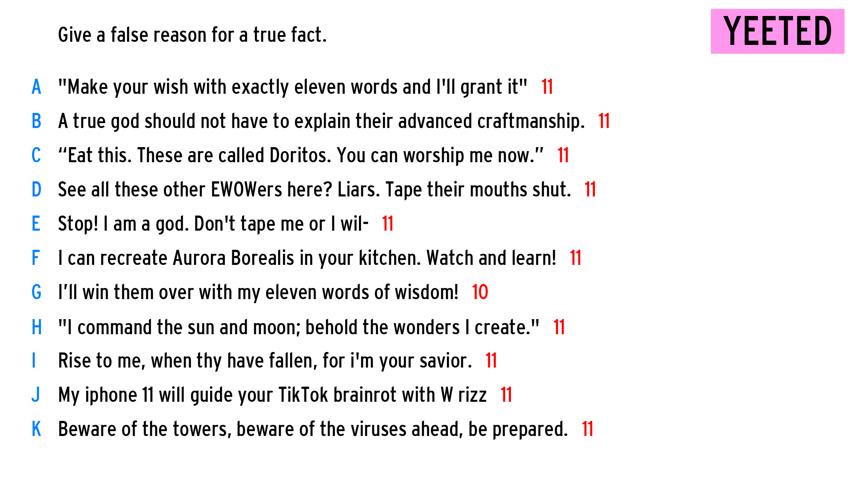 Give a false reason for a true fact.
YEETED
A "Make your wish with exactly eleven words and I'll grant it" 11
B A true god should not have to explain their advanced craftmanship. 11
C “Eat this. These are called Doritos. You can worship me now.” 11
D See all these other EWOWers here? Liars. Tape their mouths shut. 11
E Stop! I am a god. Don't tape me or I wil- 11
F I can recreate Aurora Borealis in your kitchen. Watch and learn! 11
G I’ll win them over with my eleven words of wisdom! 10
H "I command the sun and moon; behold the wonders I create." 11
I Rise to me, when thy have fallen, for i'm your savior. 11
J My iphone 11 will guide your TikTok brainrot with W rizz 11
K Beware of the towers, beware of the viruses ahead, be prepared. 11